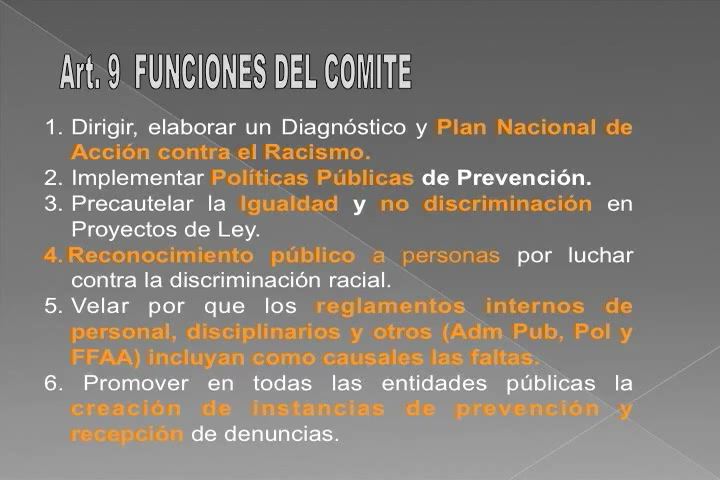 Art. 9 FUNCIONES DEL COMITE
1. Dirigir, elaborar un Diagnóstico y Plan Nacional de
Acción contra el Racismo.
2. Implementar Políticas Públicas de Prevención.
3. Precautelar la Igualdad y no discriminación en
Proyectos de Ley.
4. Reconocimiento público a personas por luchar
contra la discriminación racial.
5. Velar por que los reglamentos internos de
personal, disciplinarios y otros (Adm Pub, Pol y
FFAA) incluyan como causales las faltas.
6. Promover en todas las entidades públicas la
creación de instancias de prevención y
recepción de denuncias.